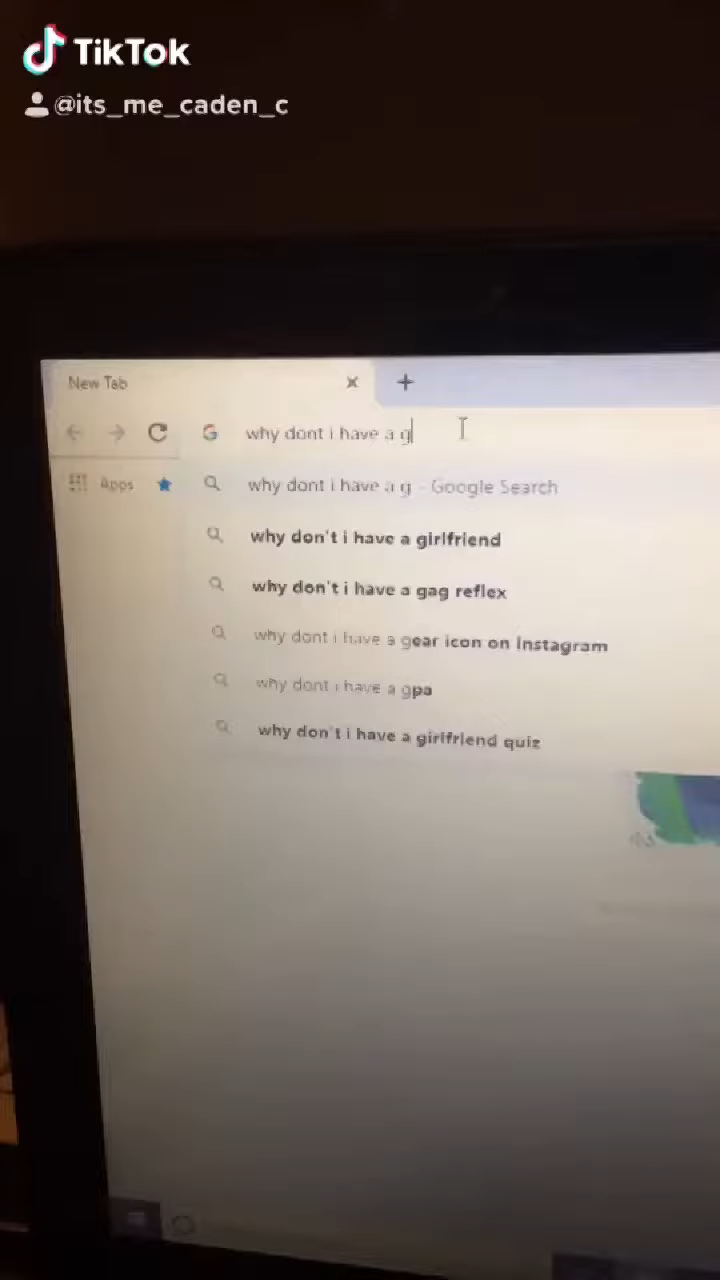 TikTok
@its_me_caden_c
New Tab
why dont i have a g
Apps
why dont i have a g - Google Search
why don't i have a girlfriend
why don't i have a gag reflex
why dont i have a gear icon on instagram
why dont i have a gpa
why don't i have a girlfriend quiz